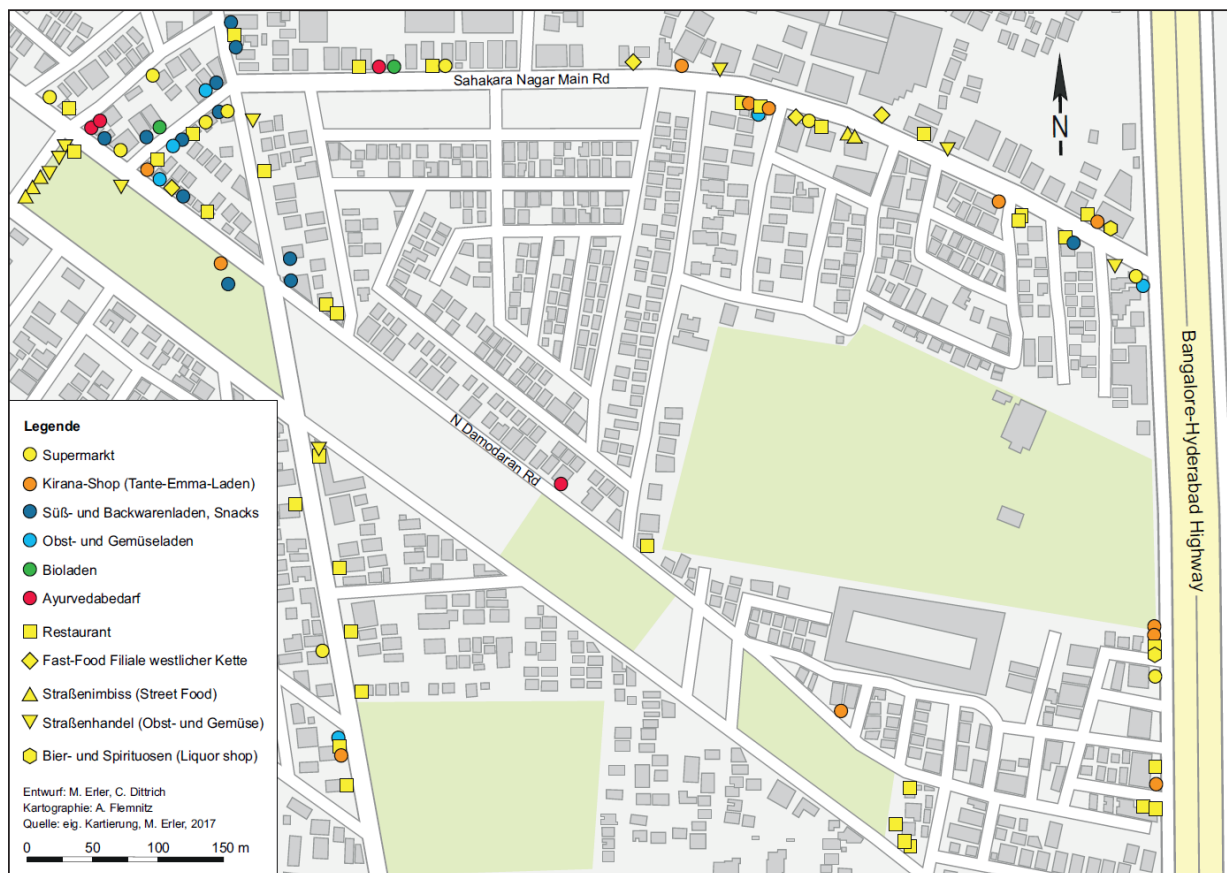 Sahakara Nagar Main Rd
N
N Damodaran Rd
Bangalore-Hyderabad Highway
Legende
Supermarkt
Kirana-Shop (Tante-Emma-Laden)
Süß- und Backwarenladen, Snacks
Obst- und Gemüseladen
Bioladen
Ayurvedabedarf
Restaurant
Fast-Food Filiale westlicher Kette
Straßenimbiss (Street Food)
Straßenhandel (Obst- und Gemüse)
Bier- und Spirituosen (Liquor shop)
Entwurf: M. Erler, C. Dittrich
Kartographie: A. Flemnitz
Quelle: eig. Kartierung, M. Erler, 2017
0 50 100 150 m